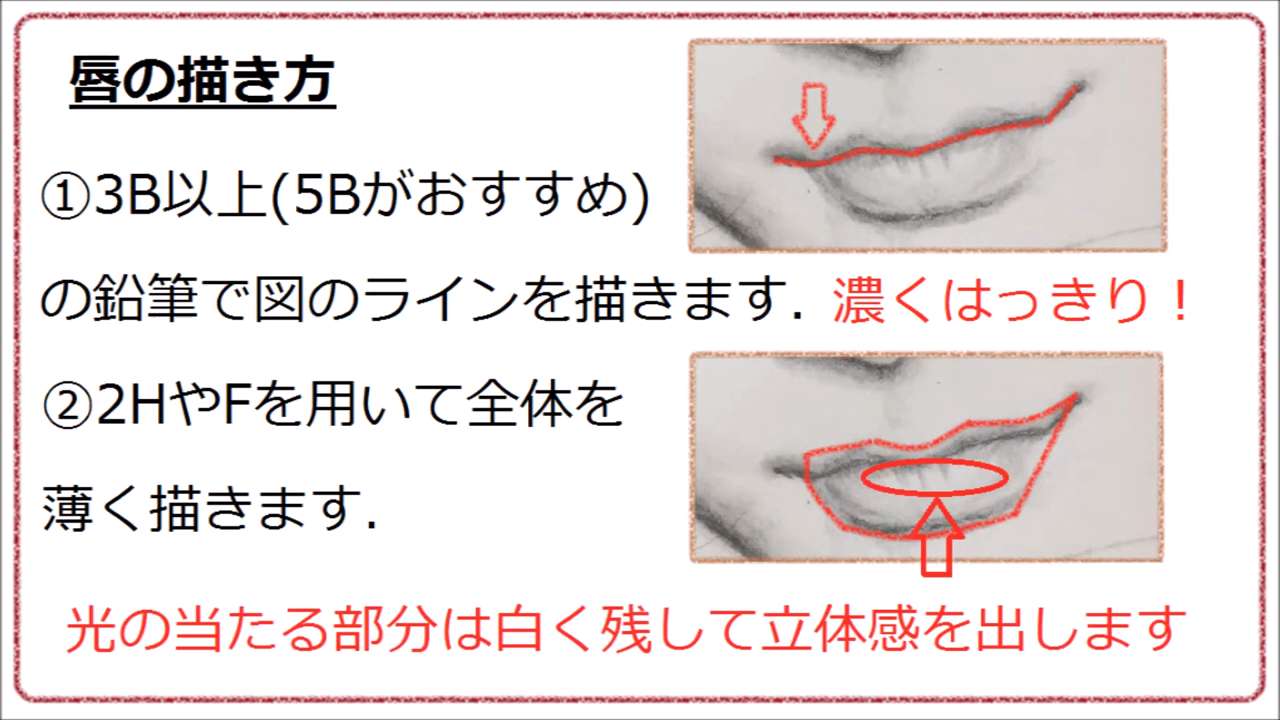 唇の描き方
①3B以上(5Bがおすすめ)
の鉛筆で図のラインを描きます. 濃くはっきり！
②2HやFを用いて全体を
薄く描きます.
光の当たる部分は白く残して立体感を出します